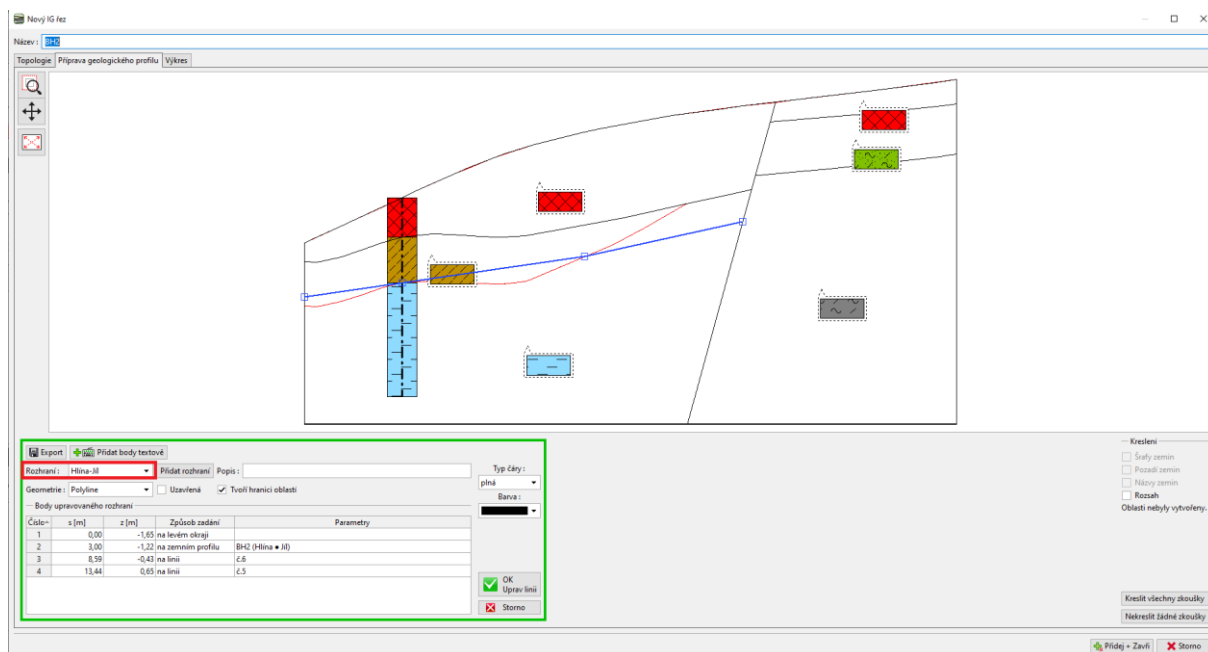 Nový IG řez
Název : BH2
Topologie Příprava geologického profilu Výkres
Export Přidat body textově
Rozhraní : Hlína-Jíl Přidat rozhraní Popis :
Geometrie : Polyline Uzavřená Tvoří hranici oblastí
Body upravovaného rozhraní
Číslo s [m] z [m] Způsob zadání Parametry
1 0,00 -1,65 na levém okraji
2 3,00 -1,22 na zemním profilu BH2 (Hlína ● Jíl)
3 8,59 -0,43 na linii č.6
4 13,44 0,65 na linii č.5
Typ čáry :
plná
Barva :
OK
Uprav linii
Storno
Kreslení
Šrafy zemin
Pozadí zemin
Názvy zemin
Rozsah
Oblasti nebyly vytvořeny.
Kreslit všechny zkoušky
Nekreslit žádné zkoušky
Přidej + Zavři Storno